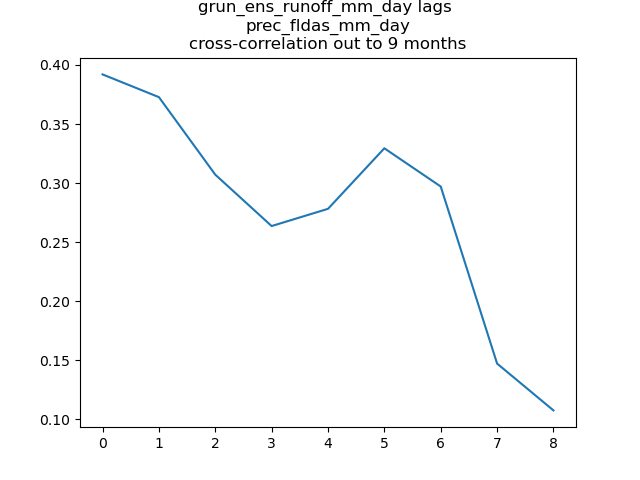 grun_ens_runoff_mm_day lags
prec_fldas_mm_day
cross-correlation out to 9 months
0.40
0.35
0.30
0.25
0.20
0.15
0.10
0 1 2 3 4 5 6 7 8